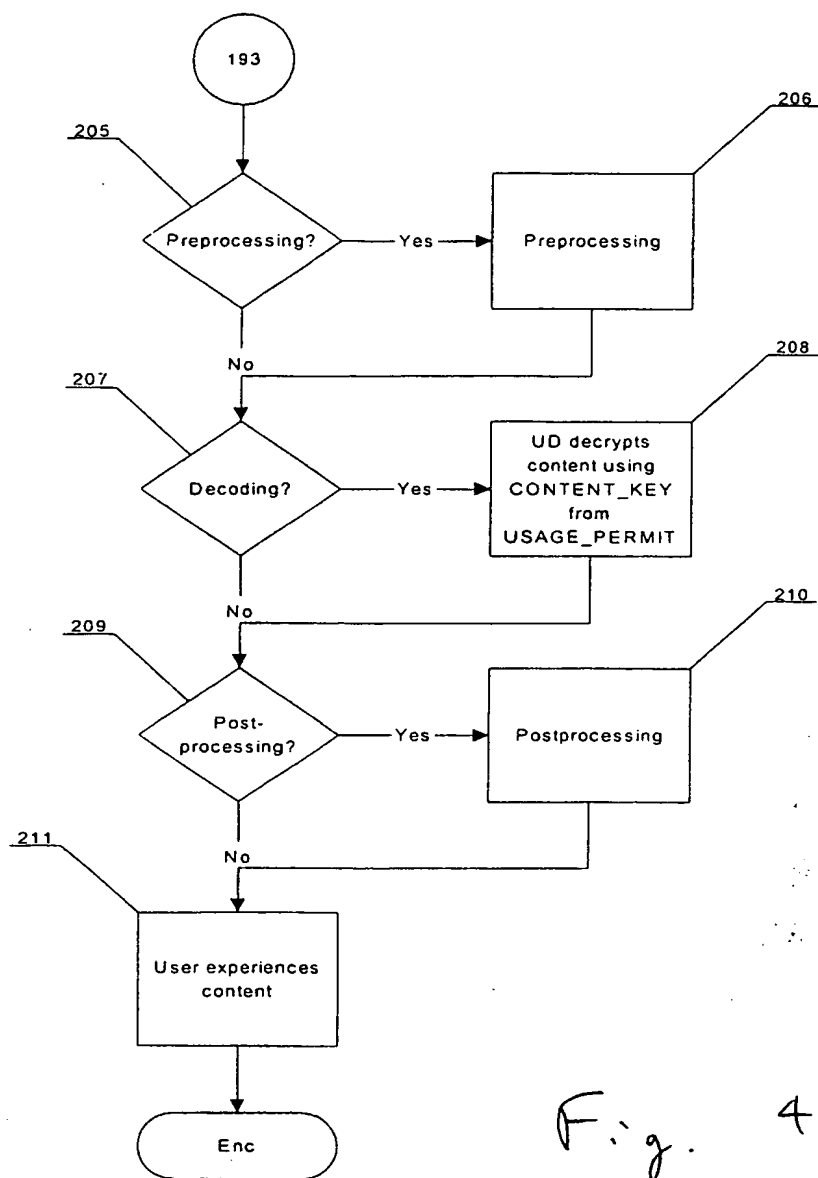 193
205
206
Preprocessing?
Yes
Preprocessing
No
207
208
Decoding?
Yes
UD decrypts
content using
CONTENT_KEY
from
USAGE_PERMIT
No
209
210
Post-
processing?
Yes
Postprocessing
No
211
User experiences
content
Enc
Fig. 4